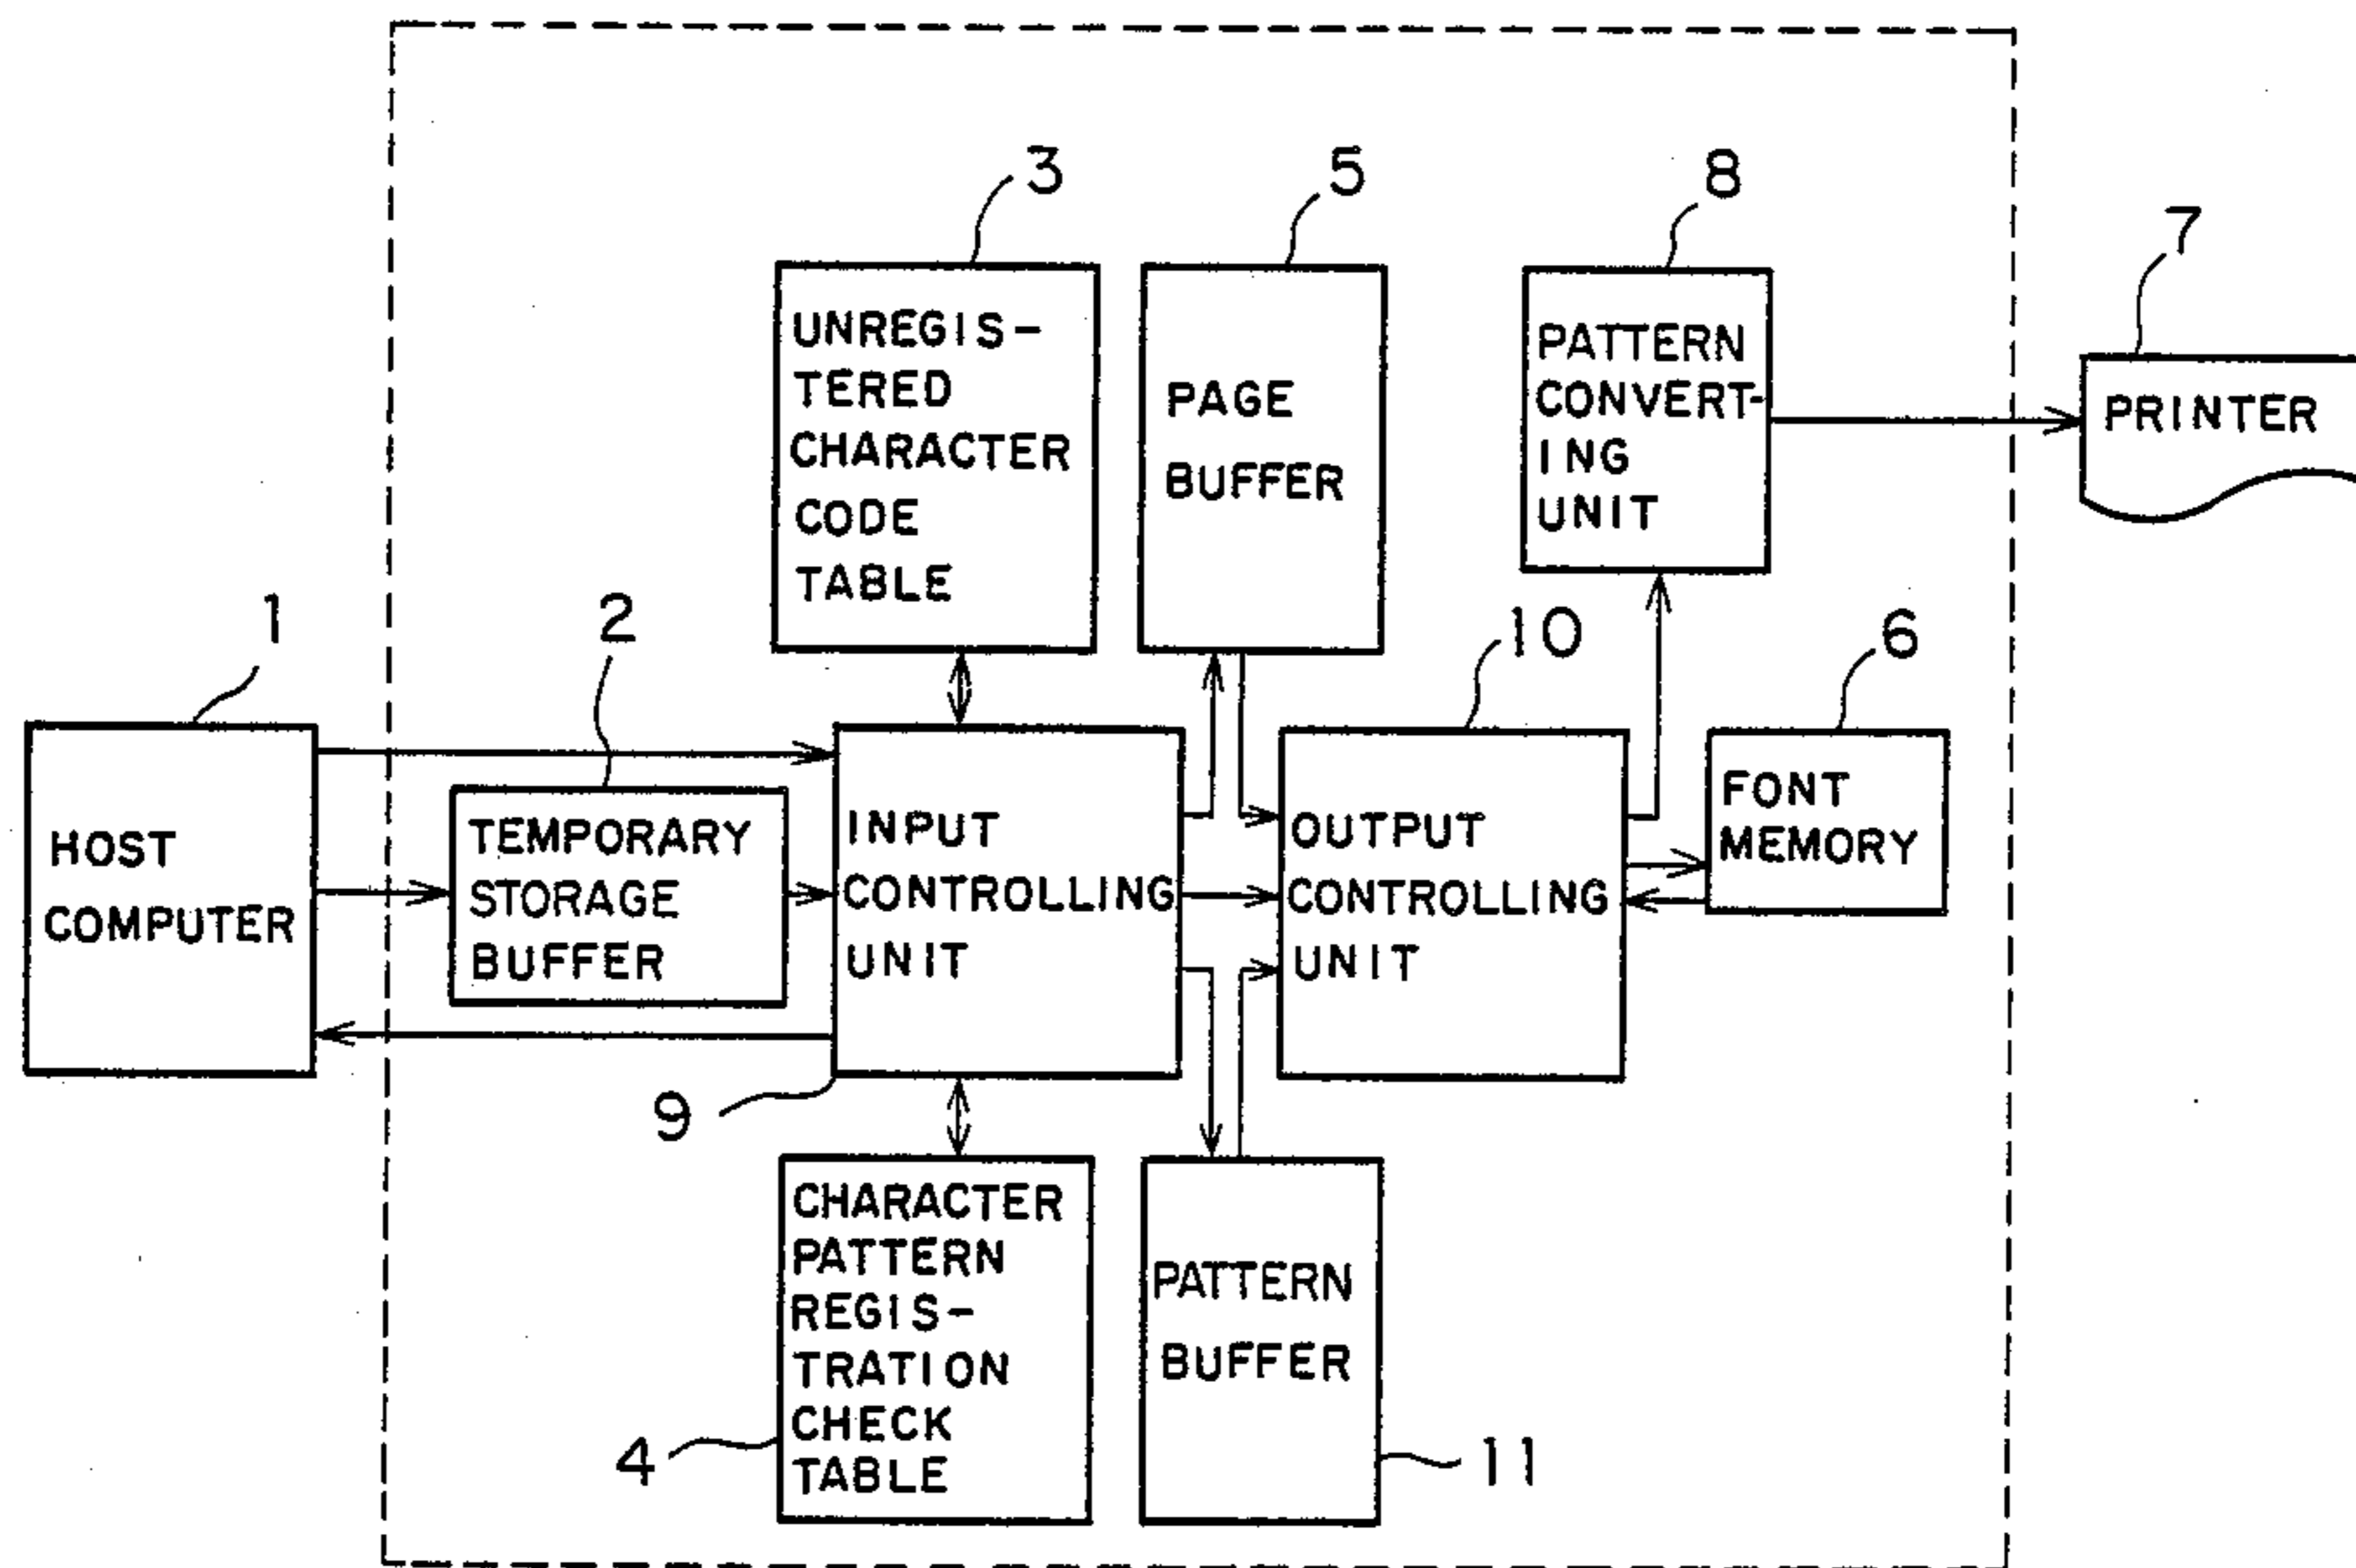 3
5
8
7
UNREGIS-
TERED
CHARACTER
CODE
TABLE
PAGE
BUFFER
PATTERN
CONVERT-
ING
UNIT
PRINTER
1
2
10
6
HOST
COMPUTER
TEMPORARY
STORAGE
BUFFER
INPUT
CONTROLLING
UNIT
OUTPUT
CONTROLLING
UNIT
FONT
MEMORY
9
CHARACTER
PATTERN
REGIS-
TRATION
CHECK
TABLE
PATTERN
BUFFER
4
11